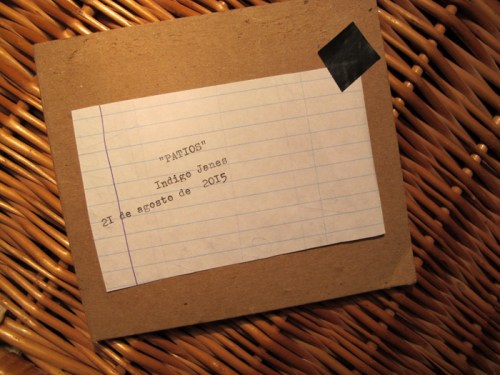 "PATIOS"
Indigo Janes
21 de agosto de 2015